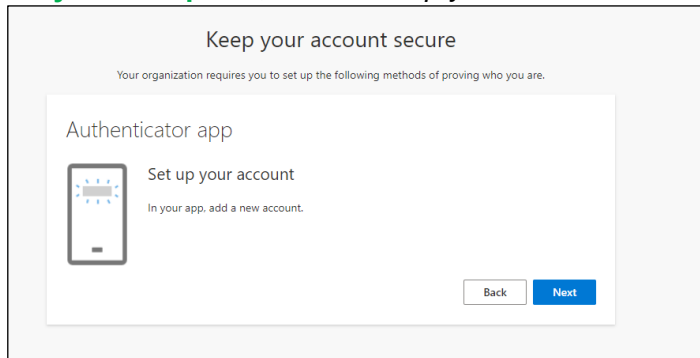 Keep your account secure
Your organization requires you to set up the following methods of proving who you are.
Authenticator app
Set up your account
In your app, add a new account.
Back Next